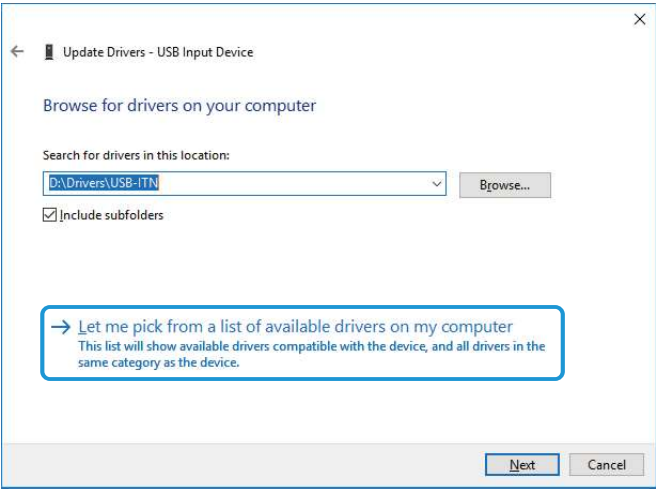 Update Drivers - USB Input Device
Browse for drivers on your computer
Search for drivers in this location:
D:\Drivers\USB-ITN
Browse...
Include subfolders
Let me pick from a list of available drivers on my computer
This list will show available drivers compatible with the device, and all drivers in the
same category as the device.
Next Cancel